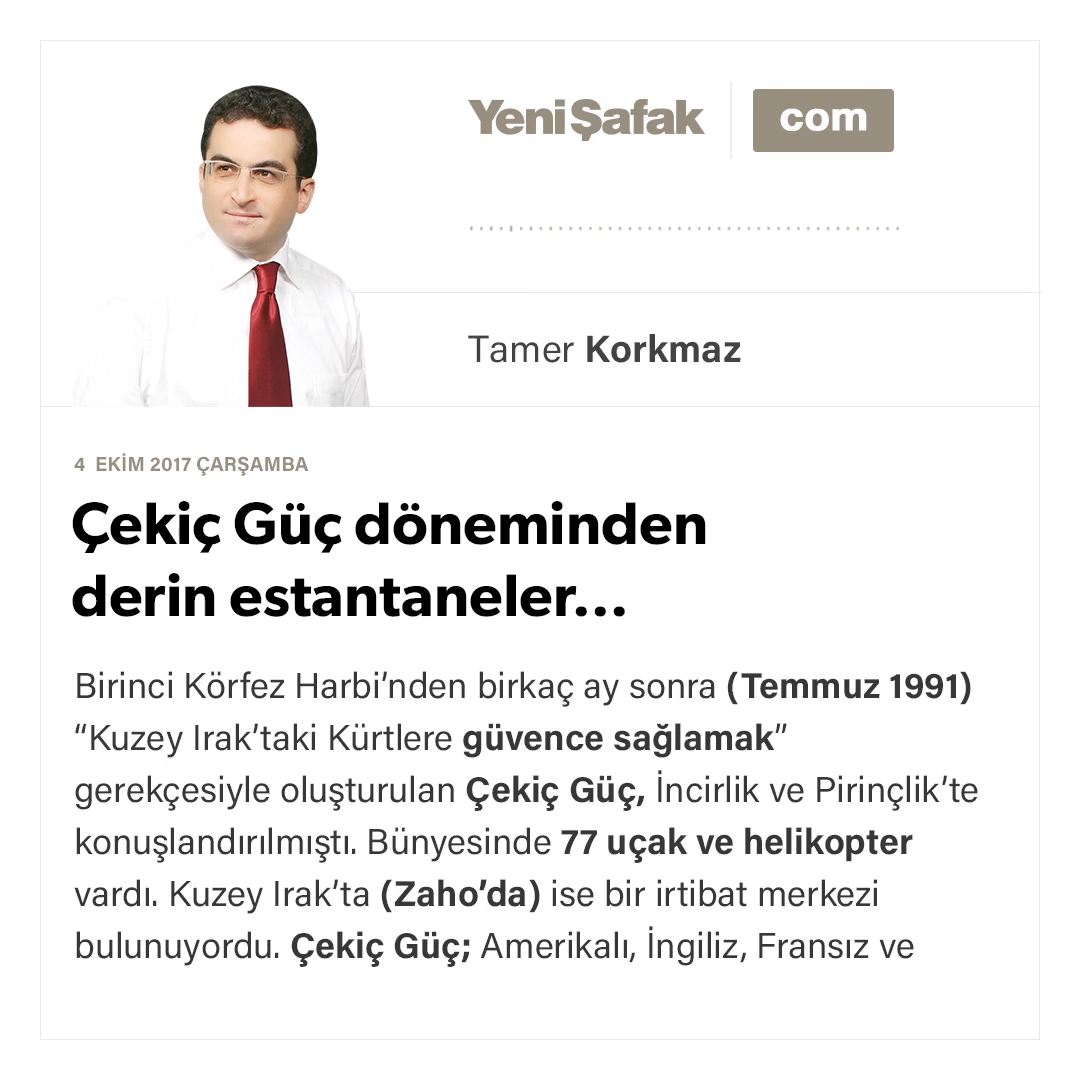 YeniŞafak com
Tamer Korkmaz
4 EKİM 2017 ÇARŞAMBA
Çekiç Güç döneminden
derin estantaneler...
Birinci Körfez Harbi’nden birkaç ay sonra (Temmuz 1991)
“Kuzey Irak’taki Kürtlere güvence sağlamak”
gerekçesiyle oluşturulan Çekiç Güç, İncirlik ve Pirinçlik’te
konuşlandırılmıştı. Bünyesinde 77 uçak ve helikopter
vardı. Kuzey Irak’ta (Zaho’da) ise bir irtibat merkezi
bulunuyordu. Çekiç Güç; Amerikalı, İngiliz, Fransız ve